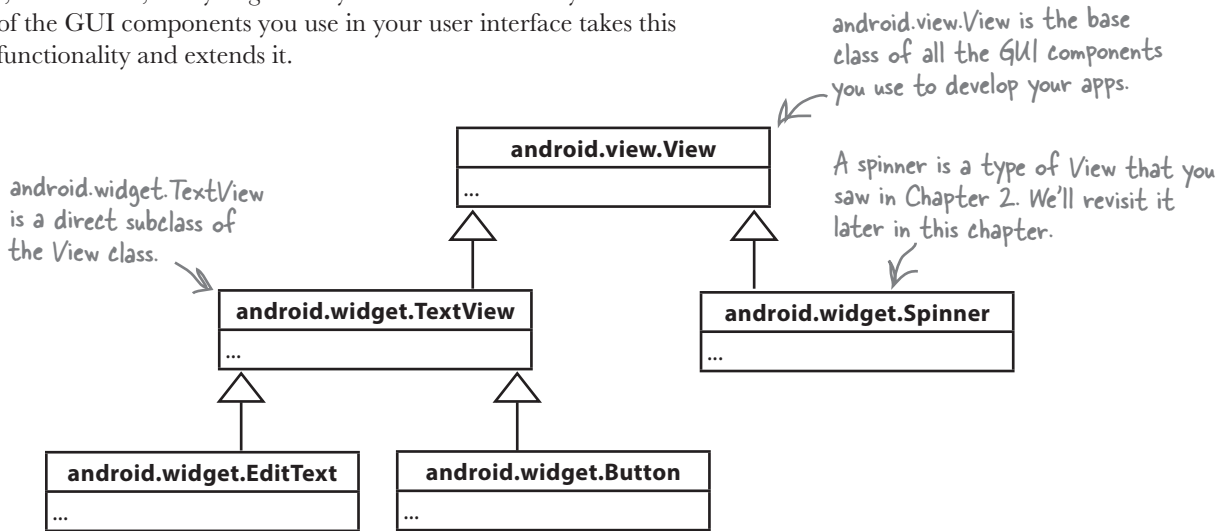 of the GUI components you use in your user interface takes this
functionality and extends it.
android.view.View is the base
class of all the GUI components
you use to develop your apps.
android.view.View
...
A spinner is a type of View that you
saw in Chapter 2. We'll revisit it
later in this chapter.
android.widget.TextView
is a direct subclass of
the View class.
android.widget.TextView
...
android.widget.Spinner
...
android.widget.EditText
...
android.widget.Button
...